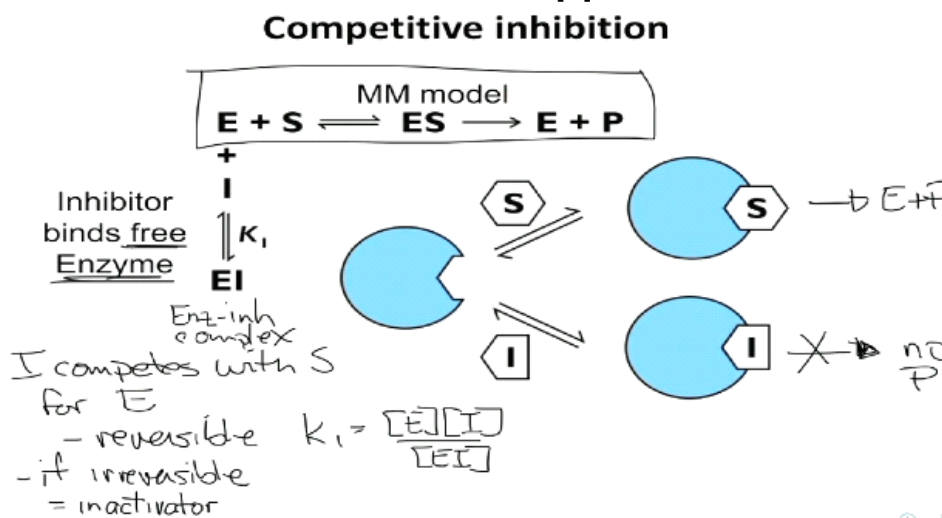 Competitive inhibition
MM model
E + S ⇌ ES → E + P
+
I
Inhibitor
binds free
Enzyme
K₁
EI
Enz-inh
complex
I competes with S
for E
- reversible
- if irreversible
= inactivator
K₁ = [E][I]
[EI]
S
I
S
→ E+P
I
no
P